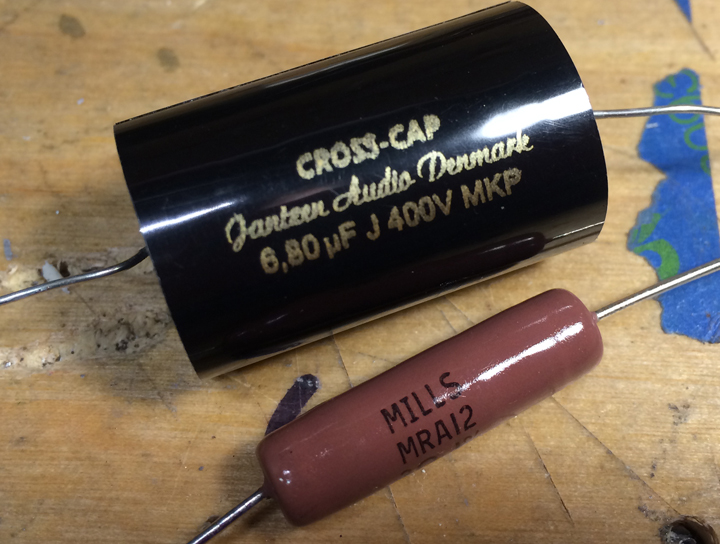 CROSS-CAP
Jantzen Audio Denmark
6,80 µF J 400V MKP
MILLS
MRA12